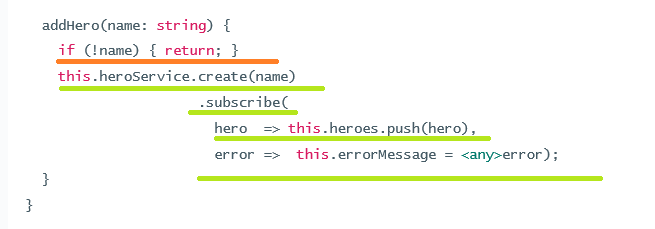 addHero(name: string) {
if (!name) { return; }
this.heroService.create(name)
.subscribe(
hero => this.heroes.push(hero),
error => this.errorMessage = <any>error);
}
}